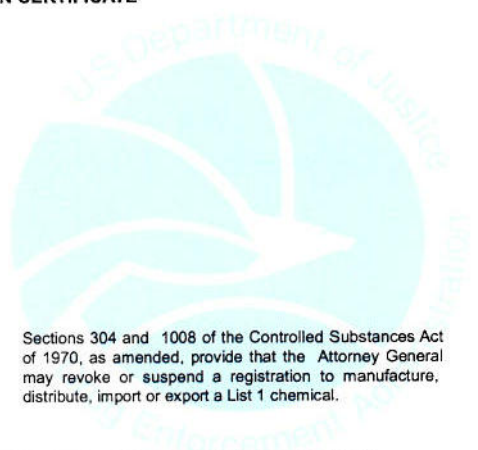 N CERTIFICATE
U S Department of Justice
Enforcement
Sections 304 and 1008 of the Controlled Substances Act
of 1970, as amended, provide that the Attorney General
may revoke or suspend a registration to manufacture,
distribute, import or export a List 1 chemical.